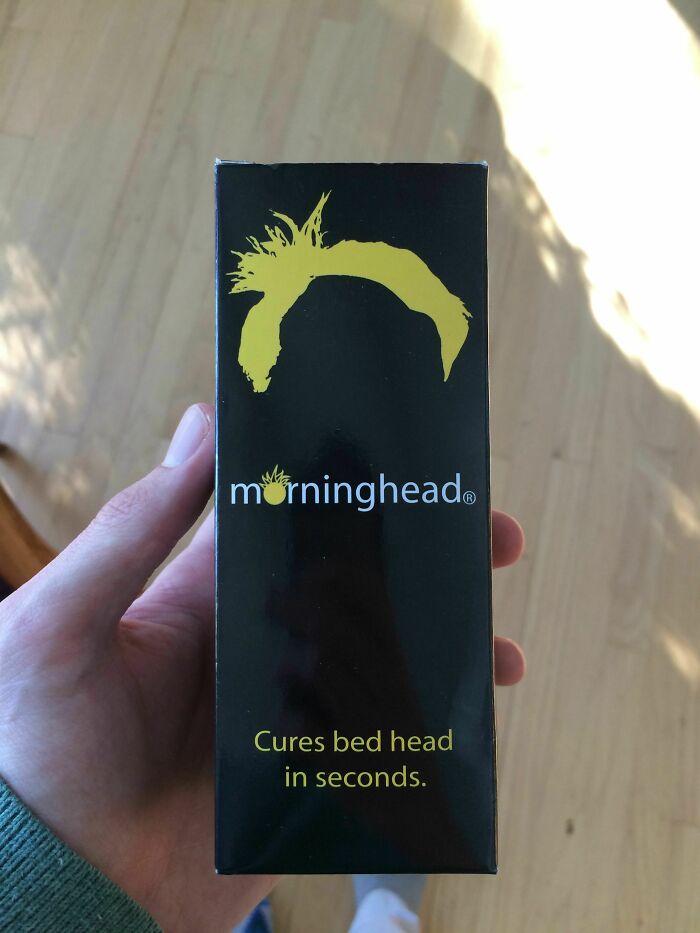 morninghead®
Cures bed head
in seconds.